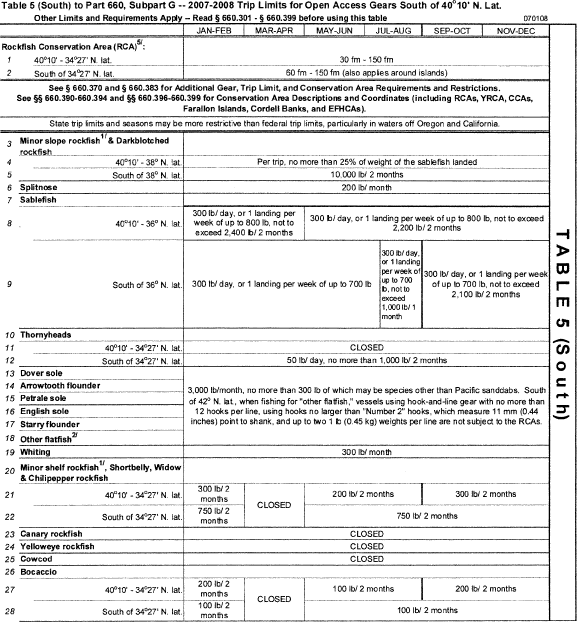 Table 5 (South) to Part 660, Subpart G -- 2007-2008 Trip Limits for Open Access Gears South of 40°10' N. Lat.
Other Limits and Requirements Apply -- Read § 660.301 - § 660.399 before using this table
070108
JAN-FEB MAR-APR MAY-JUN JUL-AUG SEP-OCT NOV-DEC
Rockfish Conservation Area (RCA)5/:
1 40°10' - 34°27' N. lat. 30 fm - 150 fm
2 South of 34°27' N. lat. 60 fm - 150 fm (also applies around islands)
See § 660.370 and § 660.383 for Additional Gear, Trip Limit, and Conservation Area Requirements and Restrictions.
See §§ 660.390-660.394 and §§ 660.396-660.399 for Conservation Area Descriptions and Coordinates (including RCAs, YRCA, CCAs,
Farallon Islands, Cordell Banks, and EFHCAs).
State trip limits and seasons may be more restrictive than federal trip limits, particularly in waters off Oregon and California.
3 Minor slope rockfish1/ & Darkblotched
rockfish
4 40°10' - 38° N. lat. Per trip, no more than 25% of weight of the sablefish landed
5 South of 38° N. lat. 10,000 lb/ 2 months
6 Splitnose 200 lb/ month
7 Sablefish
8 40°10' - 36° N. lat.
300 lb/ day, or 1 landing per
week of up to 800 lb, not to
exceed 2,400 lb/ 2 months
300 lb/ day, or 1 landing per week of up to 800 lb, not to exceed
2,200 lb/ 2 months
9 South of 36° N. lat. 300 lb/ day, or 1 landing per week of up to 700 lb
300 lb/ day,
or 1 landing
per week of
up to 700
lb, not to
exceed
1,000 lb/ 1
month
300 lb/ day, or 1 landing per week
of up to 700 lb, not to exceed
2,100 lb/ 2 months
10 Thornyheads
11 40°10' - 34°27' N. lat. CLOSED
12 South of 34°27' N. lat. 50 lb/ day, no more than 1,000 lb/ 2 months
13 Dover sole
14 Arrowtooth flounder
15 Petrale sole
16 English sole
17 Starry flounder
18 Other flatfish2/
3,000 lb/month, no more than 300 lb of which may be species other than Pacific sanddabs. South
of 42° N. lat., when fishing for "other flatfish," vessels using hook-and-line gear with no more than
12 hooks per line, using hooks no larger than "Number 2" hooks, which measure 11 mm (0.44
inches) point to shank, and up to two 1 lb (0.45 kg) weights per line are not subject to the RCAs.
19 Whiting 300 lb/ month
20 Minor shelf rockfish1/, Shortbelly, Widow
& Chilipepper rockfish
21 40°10' - 34°27' N. lat. 300 lb/ 2
months
CLOSED
200 lb/ 2 months 300 lb/ 2 months
22 South of 34°27' N. lat. 750 lb/ 2
months
750 lb/ 2 months
23 Canary rockfish CLOSED
24 Yelloweye rockfish CLOSED
25 Cowcod CLOSED
26 Bocaccio
27 40°10' - 34°27' N. lat. 200 lb/ 2
months
CLOSED
100 lb/ 2 months 200 lb/ 2 months
28 South of 34°27' N. lat. 100 lb/ 2
months
100 lb/ 2 months
TABLE 5 (South)